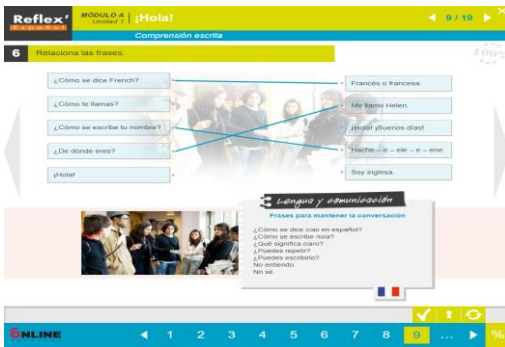 Reflex'
Español
MÓDULO A
Unidad 1
¡Hola!
9 / 19
Comprensión escrita
6 Relaciona las frases.
100%
¿Cómo se dice French?
Francés o francesa.
¿Cómo te llamas?
Me llamo Helen.
¿Cómo se escribe tu nombre?
¡Hola! ¡Buenos días!
¿De dónde eres?
Hache – e – ele – e – ene.
¡Hola!
Soy inglesa.
Lengua y comunicación
Frases para mantener la conversación
¿Cómo se dice ciao en español?
¿Cómo se escribe hola?
¿Qué significa claro?
¿Puedes repetir?
¿Puedes escribirlo?
No entiendo.
No sé.
ONLINE
1 2 3 4 5 6 7 8 9 ... %